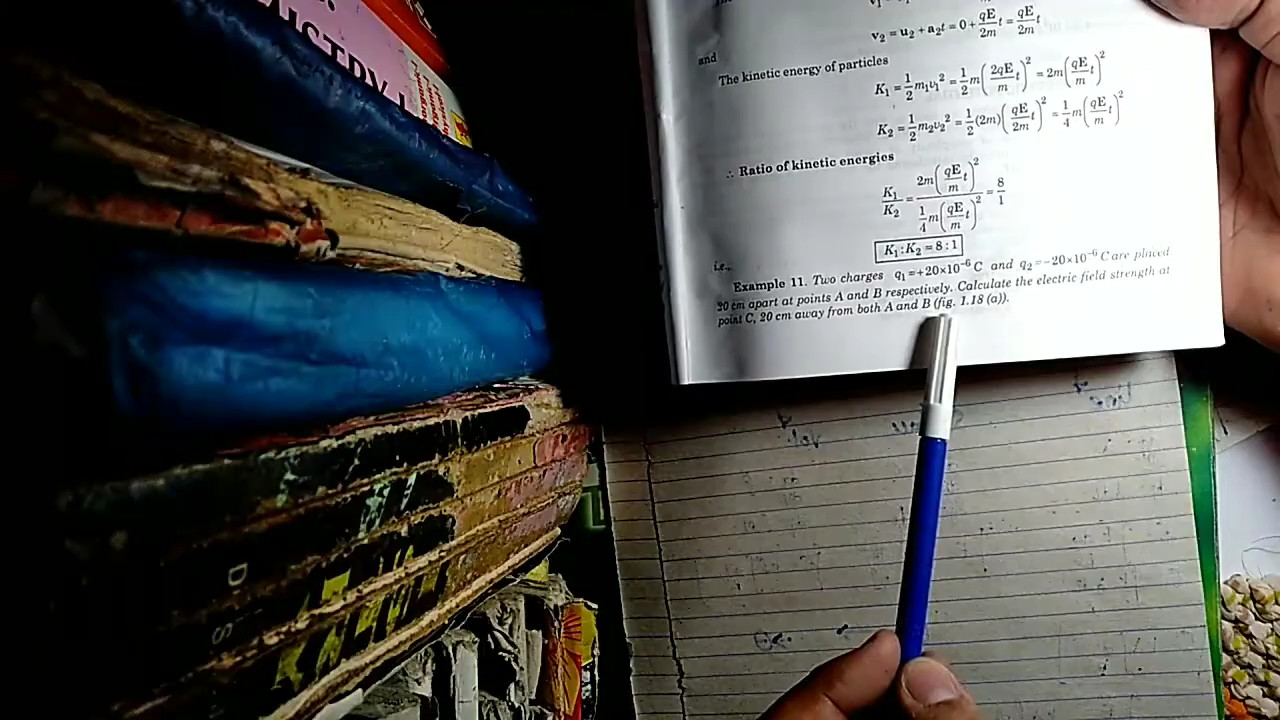 v₂ = u₂ + a₂t = 0 + qE/2m t = qE/2m t
and
The kinetic energy of particles
K₁ = 1/2 m₁υ₁² = 1/2 m(2qE/m t)² = 2m(qE/m t)²
K₂ = 1/2 m₂υ₂² = 1/2 (2m)(qE/2m t)² = 1/4 m(qE/m t)²
∴ Ratio of kinetic energies
K₁/K₂ = 2m(qE/m t)² / 1/4 m(qE/m t)² = 8/1
i.e., K₁ : K₂ = 8 : 1
Example 11. Two charges q₁ = +20×10⁻⁶ C and q₂ = −20×10⁻⁶ C are placed
20 cm apart at points A and B respectively. Calculate the electric field strength at
point C, 20 cm away from both A and B (fig. 1.18 (a)).